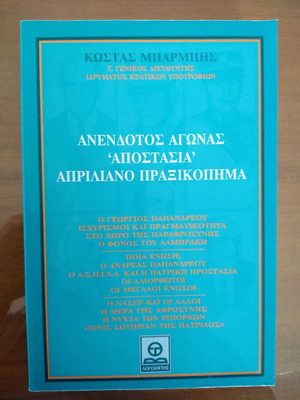 ΚΩΣΤΑΣ ΜΠΑΡΜΠΗΣ
Τ. ΓΕΝΙΚΟΣ ΔΙΕΥΘΥΝΤΗΣ
ΙΔΡΥΜΑΤΟΣ ΚΡΑΤΙΚΩΝ ΥΠΟΤΡΟΦΙΩΝ
ΑΝΕΝΔΟΤΟΣ ΑΓΩΝΑΣ
'ΑΠΟΣΤΑΣΙΑ'
ΑΠΡΙΛΙΑΝΟ ΠΡΑΞΙΚΟΠΗΜΑ
Ο ΓΕΩΡΓΙΟΣ ΠΑΠΑΝΔΡΕΟΥ
ΙΣΧΥΡΙΣΜΟΙ ΚΑΙ ΠΡΑΓΜΑΤΙΚΟΤΗΤΑ
ΣΤΟ ΧΩΡΟ ΤΗΣ ΠΑΡΑΦΡΟΣΥΝΗΣ
Ο ΦΟΝΟΣ ΤΟΥ ΛΑΜΠΡΑΚΗ
ΠΟΙΑ ΕΝΩΣΗ;
Ο ΑΝΔΡΕΑΣ ΠΑΠΑΝΔΡΕΟΥ
Ο Α.Σ.Π.Ι.Δ.Α. ΚΑΙ Η ΠΑΤΡΙΚΗ ΠΡΟΣΤΑΣΙΑ
ΟΙ ΑΔΙΟΡΘΩΤΟΙ
ΟΙ ΜΕΓΑΛΟΙ ΕΝΟΧΟΙ
Ο ΝΑΣΕΡ ΚΑΙ ΟΙ ΑΛΛΟΙ
Η ΜΕΡΑ ΤΗΣ ΑΦΡΟΣΥΝΗΣ
Η ΝΥΧΤΑ ΤΩΝ ΕΠΙΟΡΚΩΝ
«ΠΡΟΣ ΣΩΤΗΡΙΑΝ ΤΗΣ ΠΑΤΡΙΔΟΣ»
ΛΟΓΟΘΕΤΗΣ